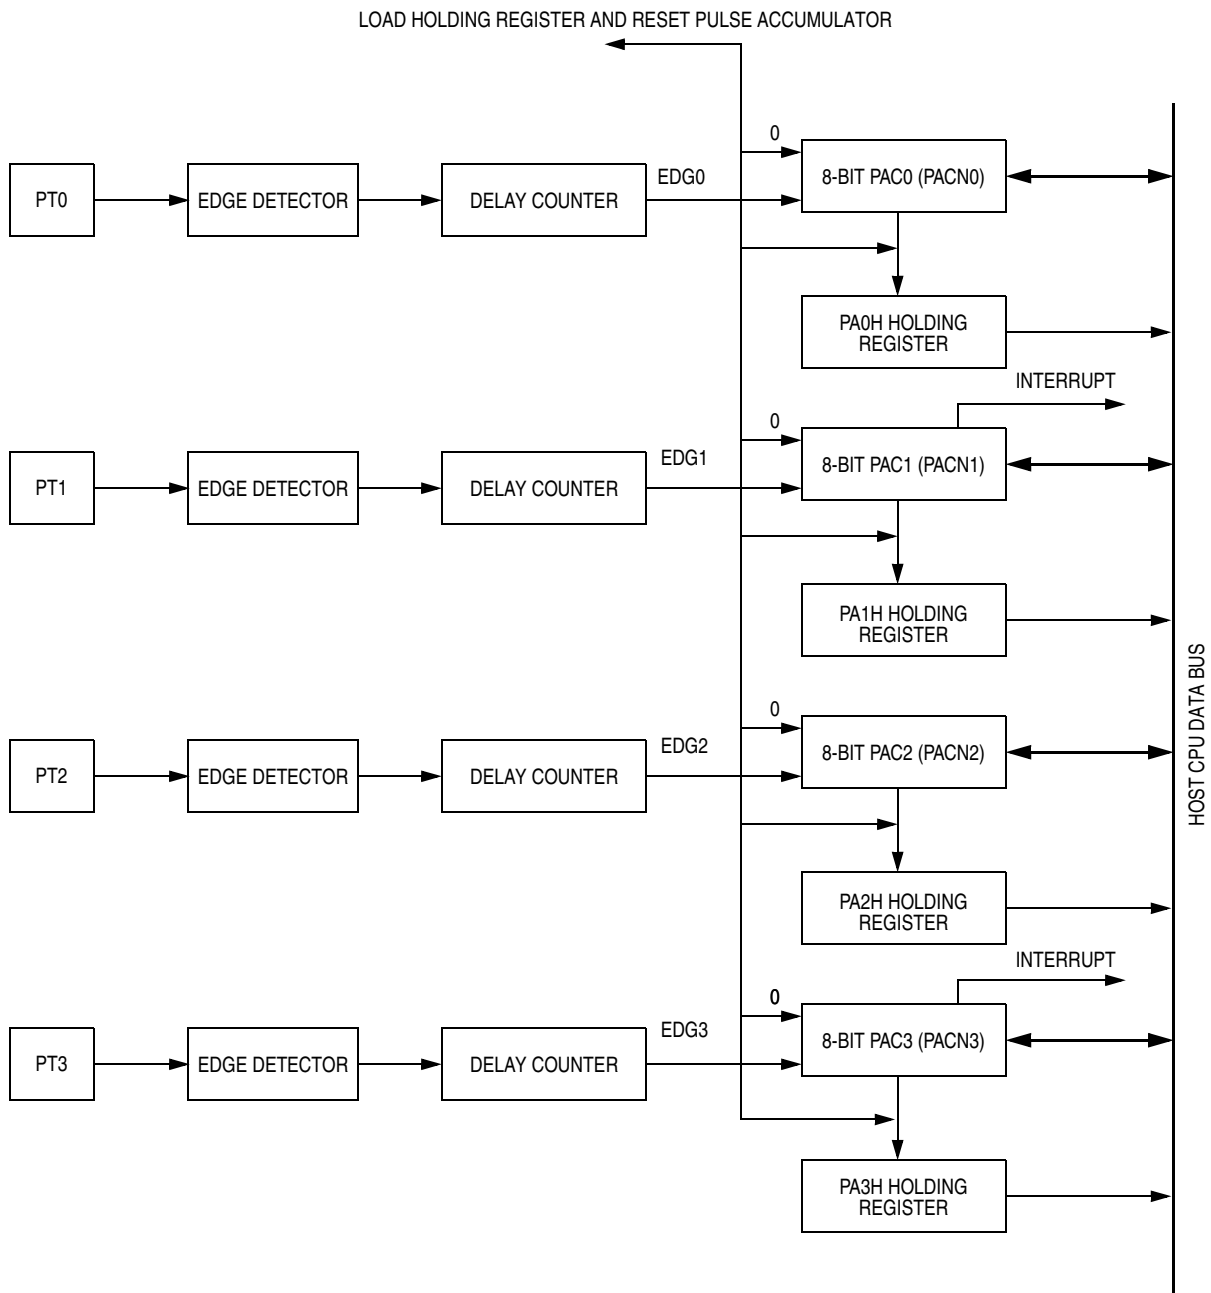 LOAD HOLDING REGISTER AND RESET PULSE ACCUMULATOR
0
PT0
EDGE DETECTOR
DELAY COUNTER
EDG0
8-BIT PAC0 (PACN0)
PA0H HOLDING
REGISTER
INTERRUPT
0
PT1
EDGE DETECTOR
DELAY COUNTER
EDG1
8-BIT PAC1 (PACN1)
PA1H HOLDING
REGISTER
HOST CPU DATA BUS
0
PT2
EDGE DETECTOR
DELAY COUNTER
EDG2
8-BIT PAC2 (PACN2)
PA2H HOLDING
REGISTER
INTERRUPT
0
PT3
EDGE DETECTOR
DELAY COUNTER
EDG3
8-BIT PAC3 (PACN3)
PA3H HOLDING
REGISTER